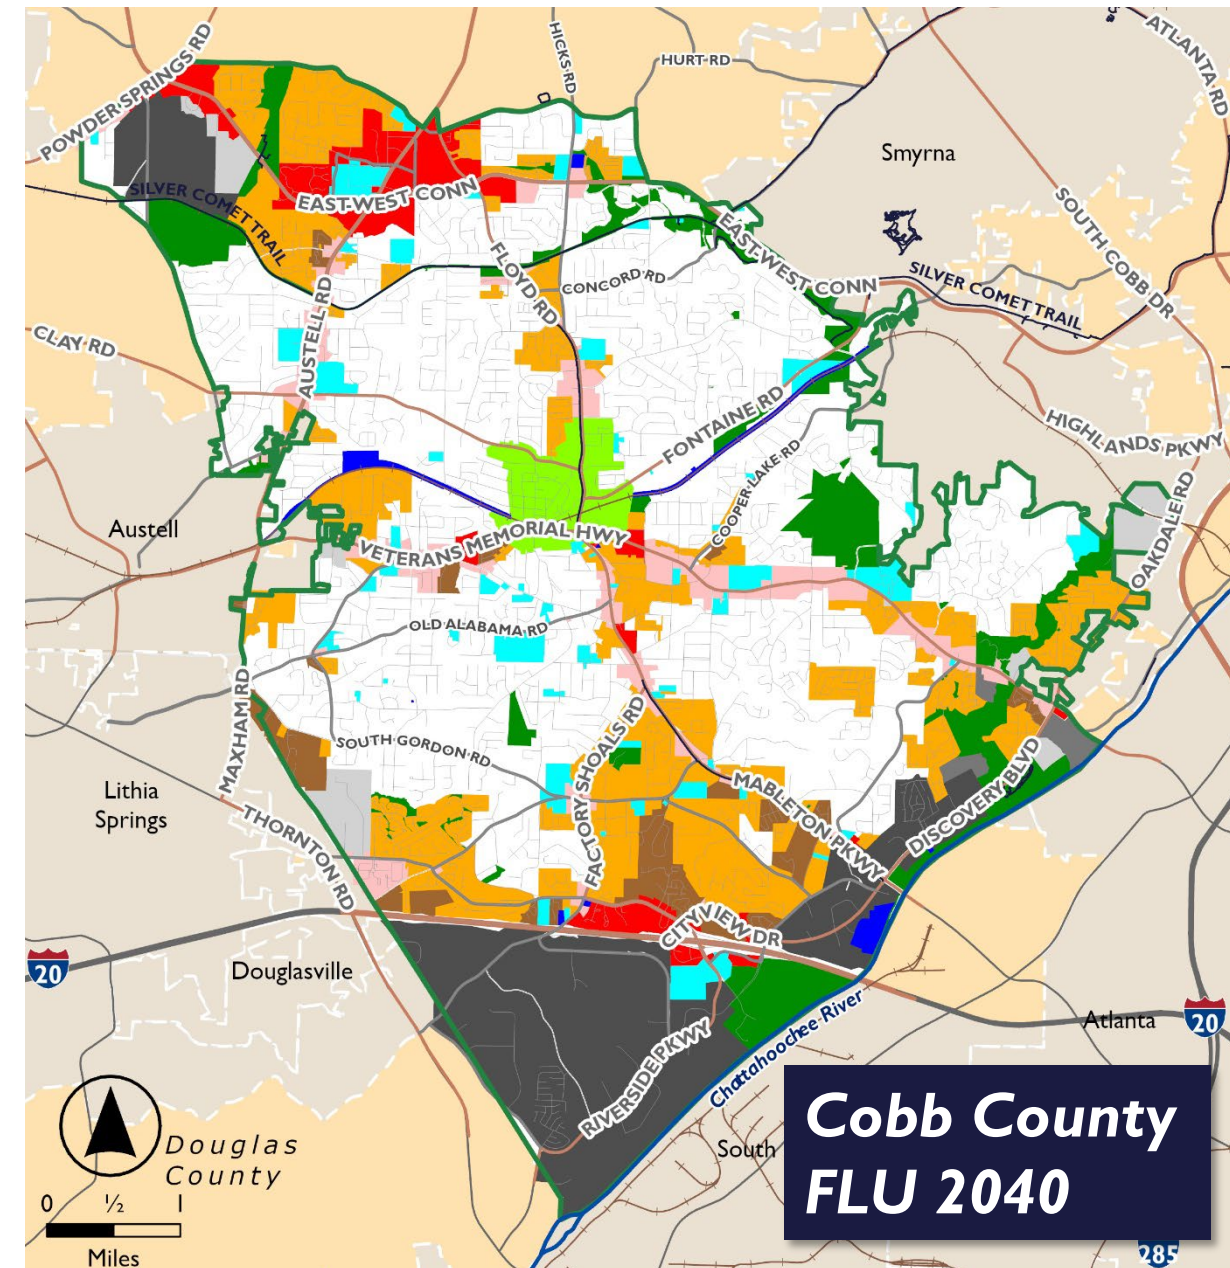 POWDER SPRINGS RD
HICKS RD
HURT RD
ATLANTA RD
Smyrna
SILVER COMET TRAIL
EAST-WEST CONN
SOUTH COBB DR
EAST-WEST CONN
FLOYD RD
CONCORD RD
SILVER COMET TRAIL
CLAY RD
AUSTELL RD
FONTAINE RD
HIGHLANDS PKWY
COOPER LAKE RD
OAKDALE RD
Austell
VETERANS MEMORIAL HWY
OLD ALABAMA RD
MAXHAM RD
FACTORY SHOALS RD
SOUTH GORDON RD
Lithia
Springs
MABLETON PKWY
DISCOVERY BLVD
THORNTON RD
CITYVIEW DR
20
Douglasville
Chattahoochee River
Atlanta
20
RIVERSIDE PKWY
Douglas
County
South
Cobb County
FLU 2040
0 ½ 1
Miles
285